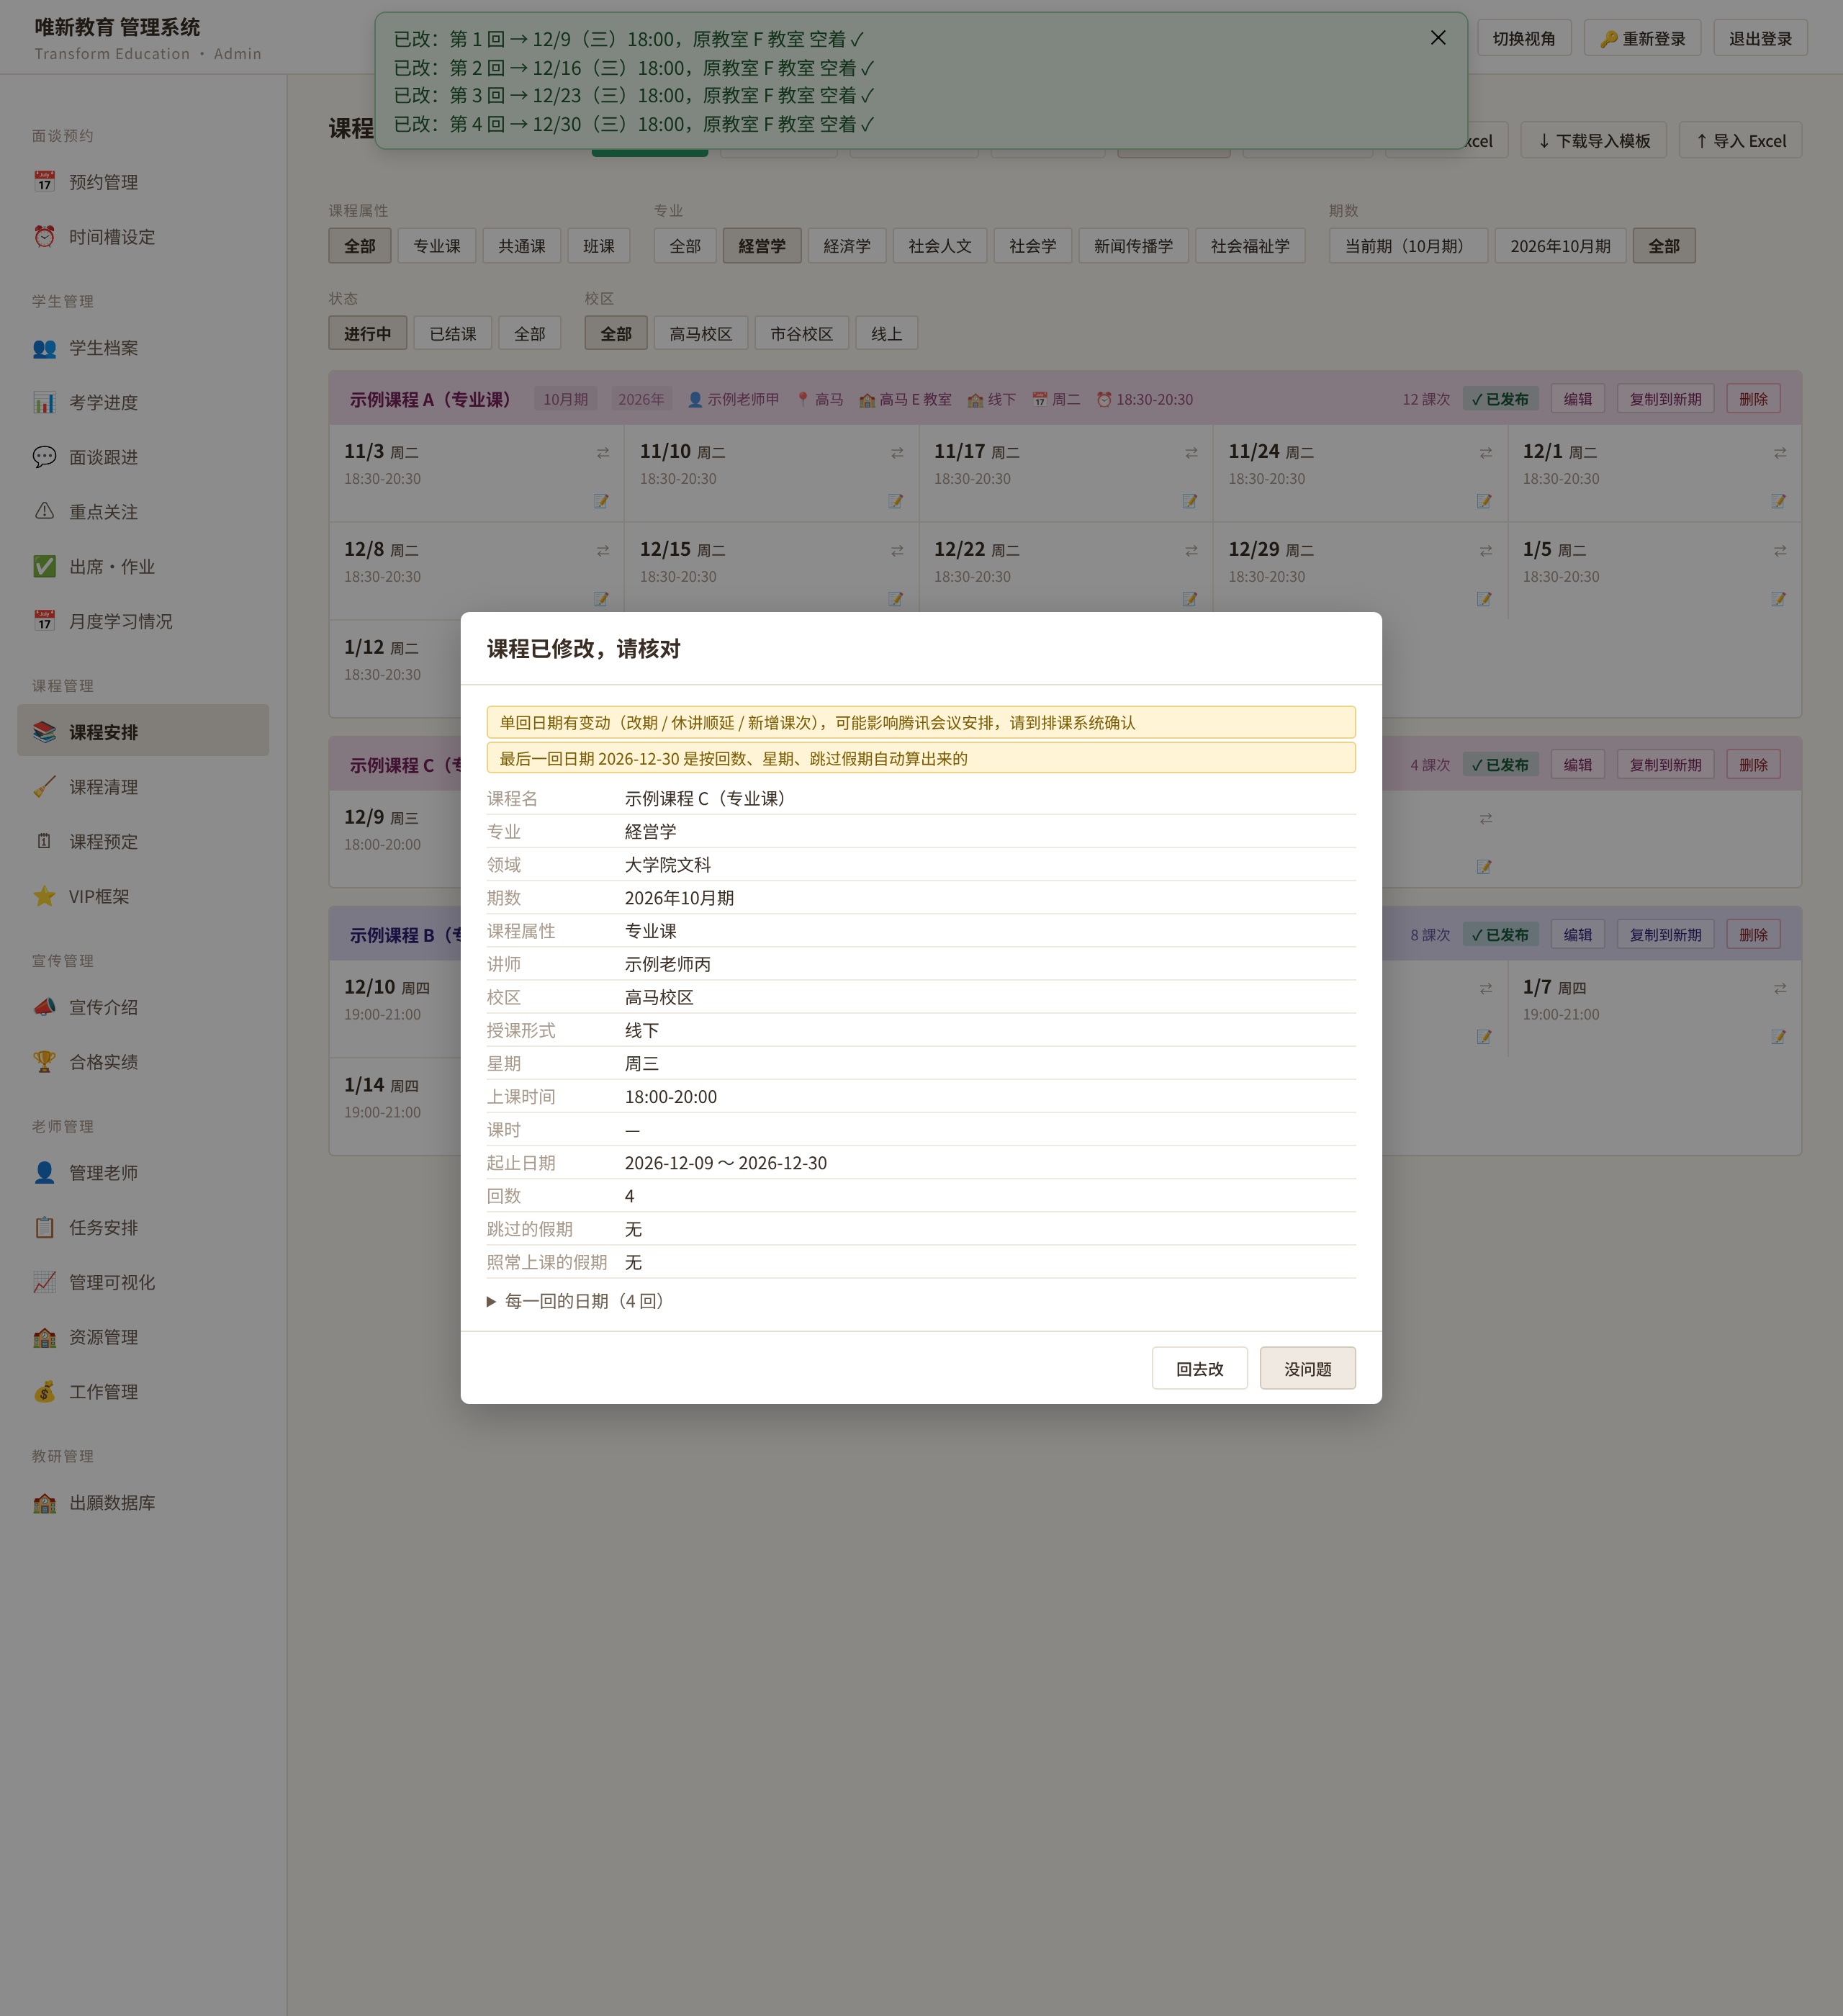 唯新教育 管理系统
Transform Education · Admin
已改：第 1 回 → 12/9（三）18:00，原教室 F 教室 空着 ✓
已改：第 2 回 → 12/16（三）18:00，原教室 F 教室 空着 ✓
已改：第 3 回 → 12/23（三）18:00，原教室 F 教室 空着 ✓
已改：第 4 回 → 12/30（三）18:00，原教室 F 教室 空着 ✓
切换视角
🔑 重新登录
退出登录
面谈预约
预约管理
时间槽设定
学生管理
学生档案
考学进度
面谈跟进
重点关注
出席・作业
月度学习情况
课程管理
课程安排
课程清理
课程预定
VIP框架
宣传管理
宣传介绍
合格实绩
老师管理
管理老师
任务安排
管理可视化
资源管理
工作管理
教研管理
出願数据库
课程
xcel
↓ 下载导入模板
↑ 导入 Excel
课程属性
全部 专业课 共通课 班课
专业
全部 経営学 経済学 社会人文 社会学 新闻传播学 社会福祉学
期数
当前期（10月期） 2026年10月期 全部
状态
进行中 已结课 全部
校区
全部 高马校区 市谷校区 线上
示例课程 A（专业课） 10月期 2026年 👤 示例老师甲 📍 高马 🏫 高马 E 教室 🏫 线下 📅 周二 ⏰ 18:30-20:30 12 課次 ✓ 已发布 编辑 复制到新期 删除
11/3 周二 ⇄
18:30-20:30
11/10 周二 ⇄
18:30-20:30
11/17 周二 ⇄
18:30-20:30
11/24 周二 ⇄
18:30-20:30
12/1 周二 ⇄
18:30-20:30
12/8 周二 ⇄
18:30-20:30
12/15 周二 ⇄
18:30-20:30
12/22 周二 ⇄
18:30-20:30
12/29 周二 ⇄
18:30-20:30
1/5 周二 ⇄
18:30-20:30
1/12 周二
18:30-20:30
示例课程 C 4 課次 ✓ 已发布 编辑 复制到新期 删除
12/9 周三
18:00-20:00
示例课程 B 8 課次 ✓ 已发布 编辑 复制到新期 删除
12/10 周四
19:00-21:00
1/7 周四 ⇄
19:00-21:00
1/14 周四
19:00-21:00
课程已修改，请核对
单回日期有变动（改期 / 休讲顺延 / 新增课次），可能影响腾讯会议安排，请到排课系统确认
最后一回日期 2026-12-30 是按回数、星期、跳过假期自动算出来的
课程名 示例课程 C（专业课）
专业 経営学
领域 大学院文科
期数 2026年10月期
课程属性 专业课
讲师 示例老师丙
校区 高马校区
授课形式 线下
星期 周三
上课时间 18:00-20:00
课时 —
起止日期 2026-12-09 〜 2026-12-30
回数 4
跳过的假期 无
照常上课的假期 无
▶ 每一回的日期（4 回）
回去改
没问题